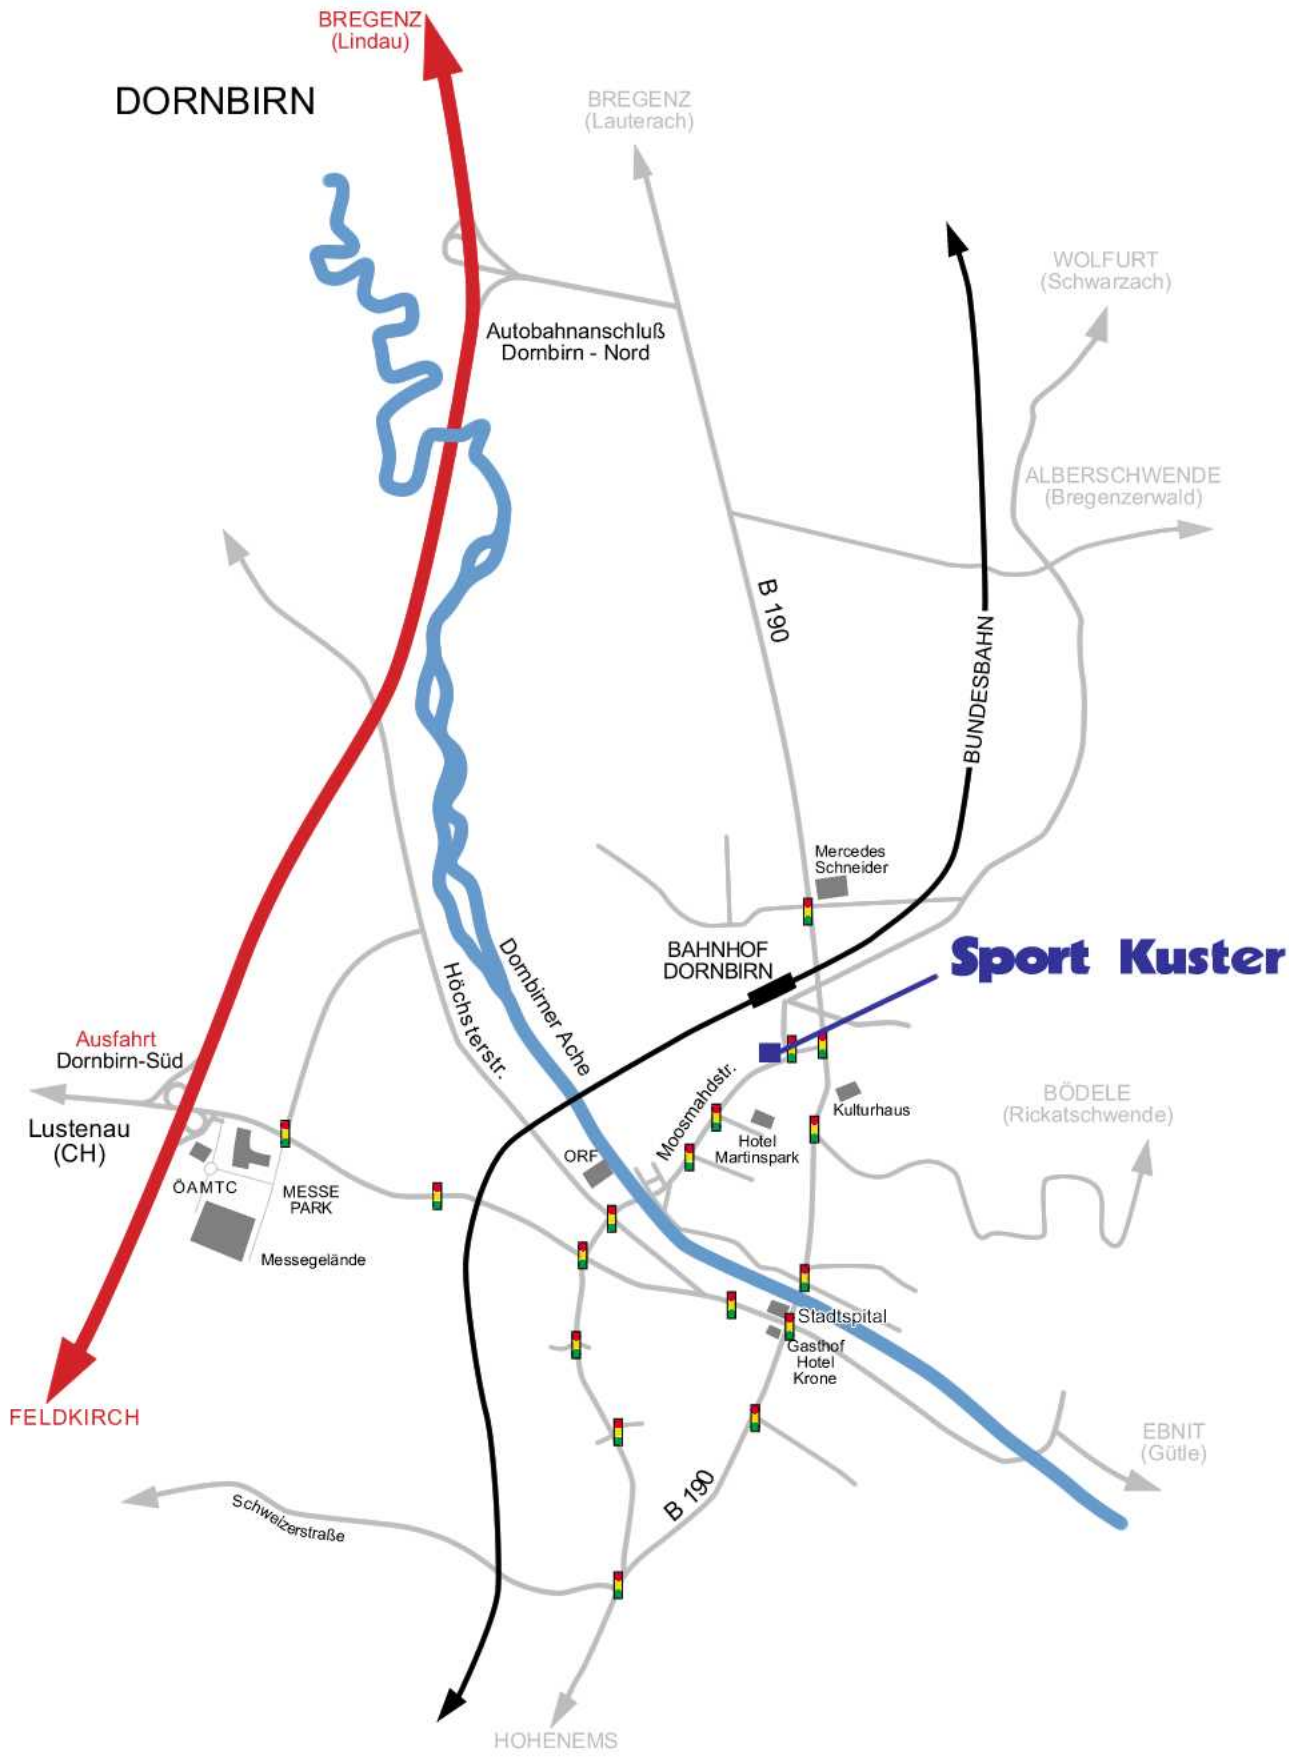 BREGENZ
(Lindau)
DORNBIRN
BREGENZ
(Lauterach)
WOLFURT
(Schwarzach)
Autobahnanschluß
Dornbirn - Nord
ALBERSCHWENDE
(Bregenzerwald)
B 190
BUNDESBAHN
Mercedes
Schneider
BAHNHOF
DORNBIRN
Sport Kuster
Höchsterstr.
Dornbirner Ache
Ausfahrt
Dornbirn-Süd
Lustenau
(CH)
Moosmahdstr.
Kulturhaus
BÖDELE
(Rickatschwende)
Hotel
Martinspark
ORF
ÖAMTC
MESSE
PARK
Messegelände
Stadtspital
Gasthof
Hotel
Krone
FELDKIRCH
EBNIT
(Gütle)
B 190
Schweizerstraße
HOHENEMS